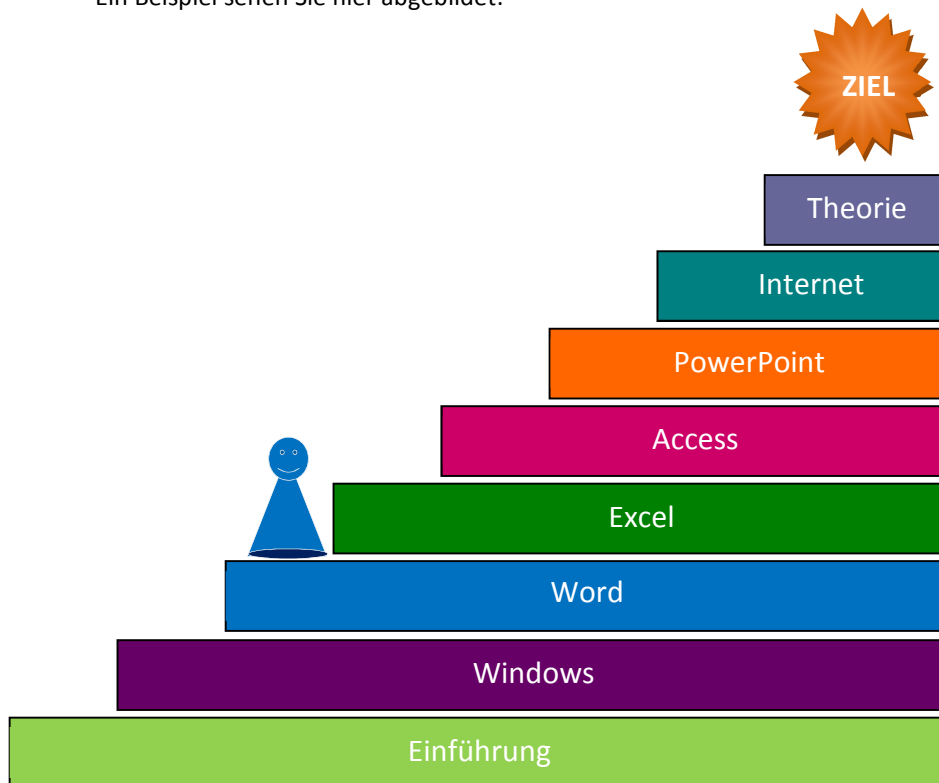 Ein Beispiel sehen Sie hier abgebildet:
ZIEL
Theorie
Internet
PowerPoint
Access
Excel
Word
Windows
Einführung